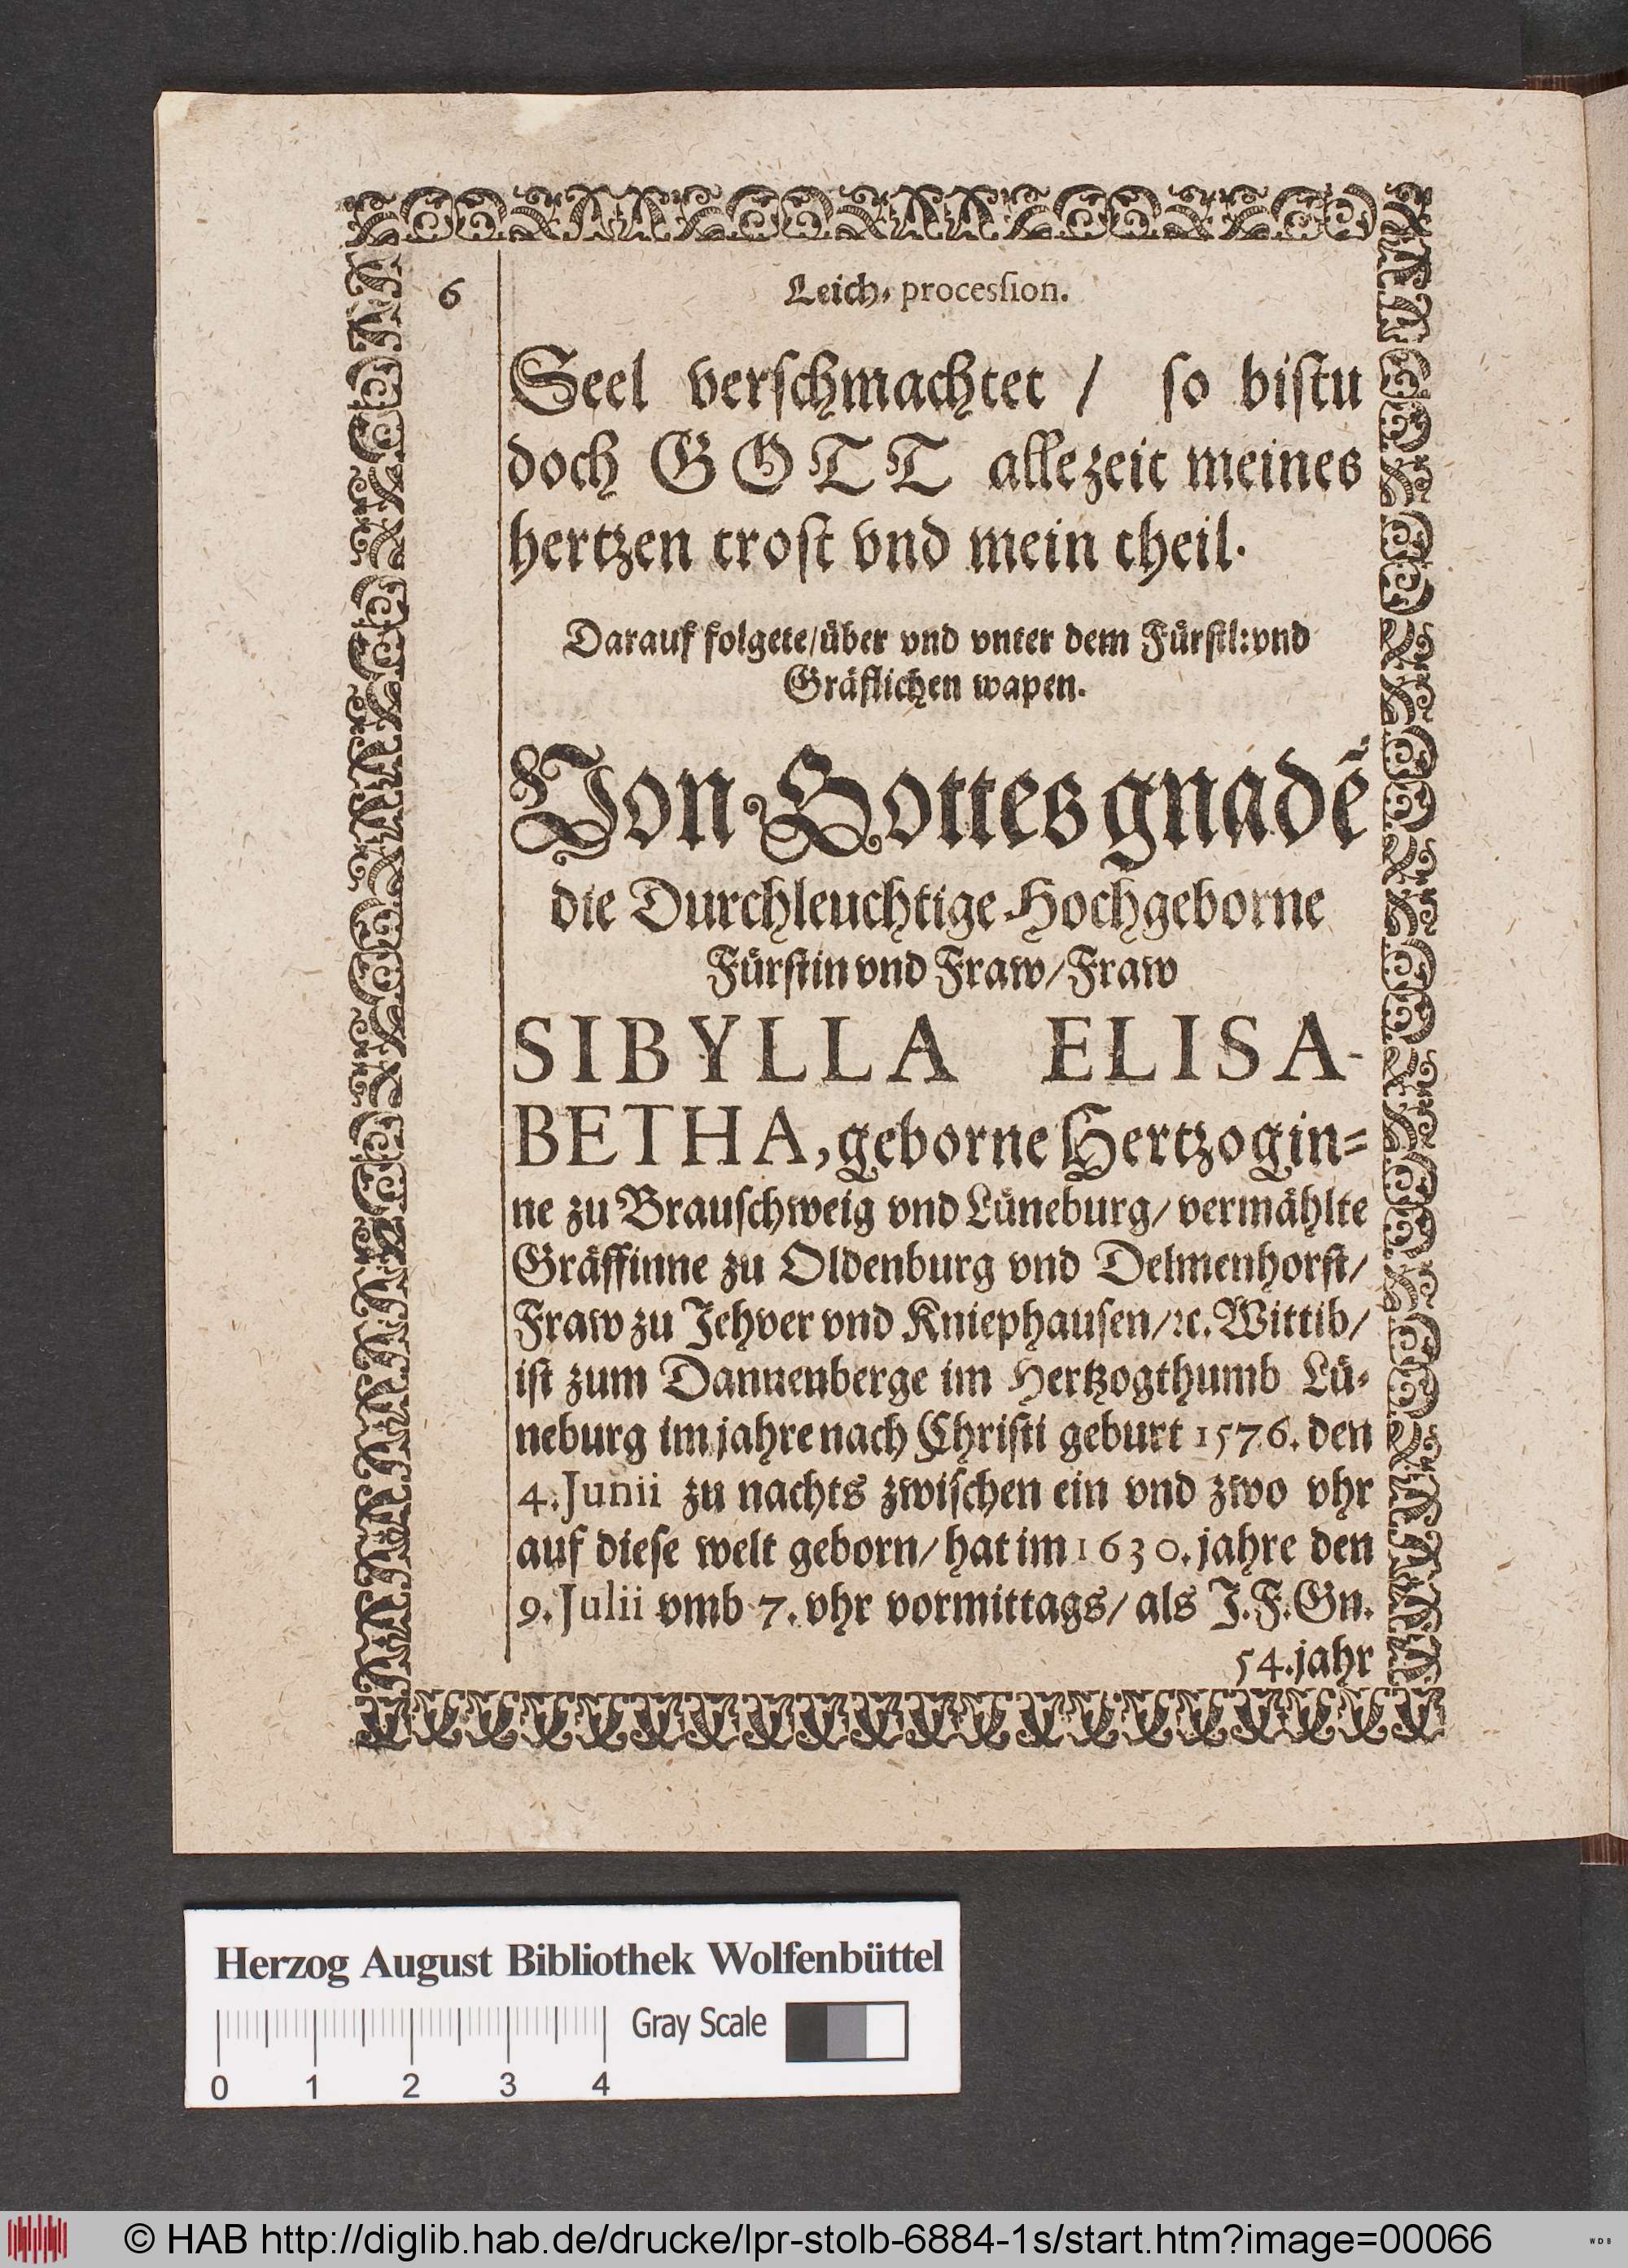 6
Leich-procesſion.
Seel verſchmachtet / ſo biſtu
doch GOTT allezeit meines
hertzen troſt vnd mein theil.
Darauf folgete/über vnd vnter dem Fürſtl:vnd
Gräflichen wapen.
Von Gottes gnadẽ
die Durchleuchtige Hochgeborne
Fürſtin vnd Fraw/Fraw
SIBYLLA ELISA-
BETHA, geborne Hertzogin=
ne zu Brauſchweig vnd Lüneburg/ vermählte
Gräffinne zu Oldenburg vnd Delmenhorſt/
Fraw zu Jehver vnd Kniephauſen/ꝛc. Wittib/
iſt zum Dannenberge im Hertzogthumb Lü-
neburg im jahre nach Chriſti geburt 1576. den
4. Junii zu nachts zwiſchen ein vnd zwo vhr
auf dieſe welt geborn/ hat im 1630. jahre den
9. Julii vmb 7. vhr vormittags/ als J. F. Gn.
54. jahr
Herzog August Bibliothek Wolfenbüttel
Gray Scale
0 1 2 3 4
© HAB http://diglib.hab.de/drucke/lpr-stolb-6884-1s/start.htm?image=00066
WDB